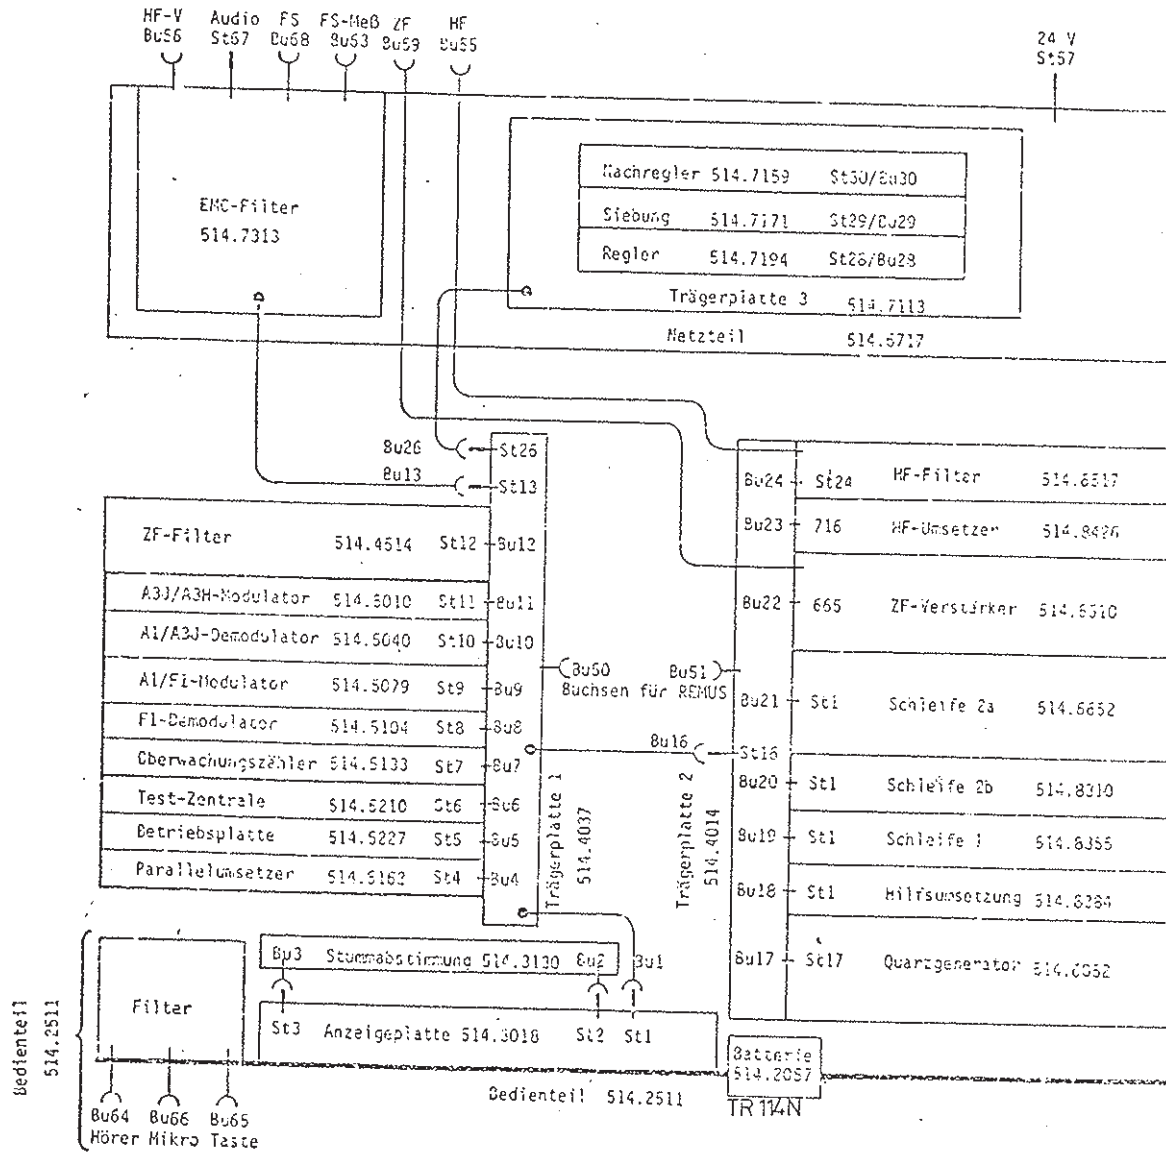 HF-V Audio FS FS-Meß ZF HF
Bu56 St67 Bu68 Bu63 Bu59 Bu55
24 V
St57
EMC-Filter
514.7313
Nachregler 514.7159 St30/Bu30
Siebung 514.7171 St29/Bu29
Regler 514.7194 St28/Bu28
Trägerplatte 3 514.7113
Netzteil 514.6717
Bu26 St26
Bu13 St13
ZF-Filter 514.4514 St12 Bu12
A3J/A3H-Modulator 514.5010 St11 Bu11
A1/A3J-Demodulator 514.5040 St10 Bu10
A1/F1-Modulator 514.5079 St9 Bu9
F1-Demodulator 514.5104 St8 Bu8
Überwachungszähler 514.5133 St7 Bu7
Test-Zentrale 514.5210 St6 Bu6
Betriebsplatte 514.5227 St5 Bu5
Parallelumsetzer 514.5162 St4 Bu4
Trägerplatte 1
514.4037
Bu60 Bu51
Buchsen für REMUS
Bu16 St16
Trägerplatte 2
514.4014
Bu24 St24 HF-Filter
Bu23 716 HF-Umsetzer
Bu22 665 ZF-Verstärker
Bu21 St1 Schleife 2a
Bu20 St1 Schleife 2b 514.8310
Bu19 St1 Schleife 1
Bu18 St1 Hilfsumsetzung
Bu17 St17 Quarzgenerator
Bu3 Stummabstimmung 514.3130 Bu2 Bu1
St3 Anzeigeplatte 514.3018 St2 St1
Filter
Bedienteil
514.2511
Bu64 Bu66 Bu65
Hörer Mikro Taste
Bedienteil 514.2511
Batterie
514.2057
TR 114N